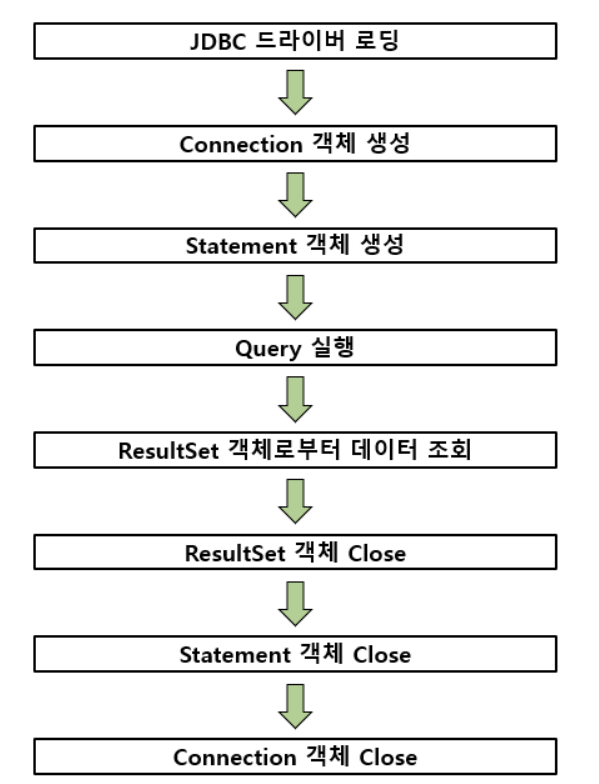 JDBC 드라이버 로딩
Connection 객체 생성
Statement 객체 생성
Query 실행
ResultSet 객체로부터 데이터 조회
ResultSet 객체 Close
Statement 객체 Close
Connection 객체 Close